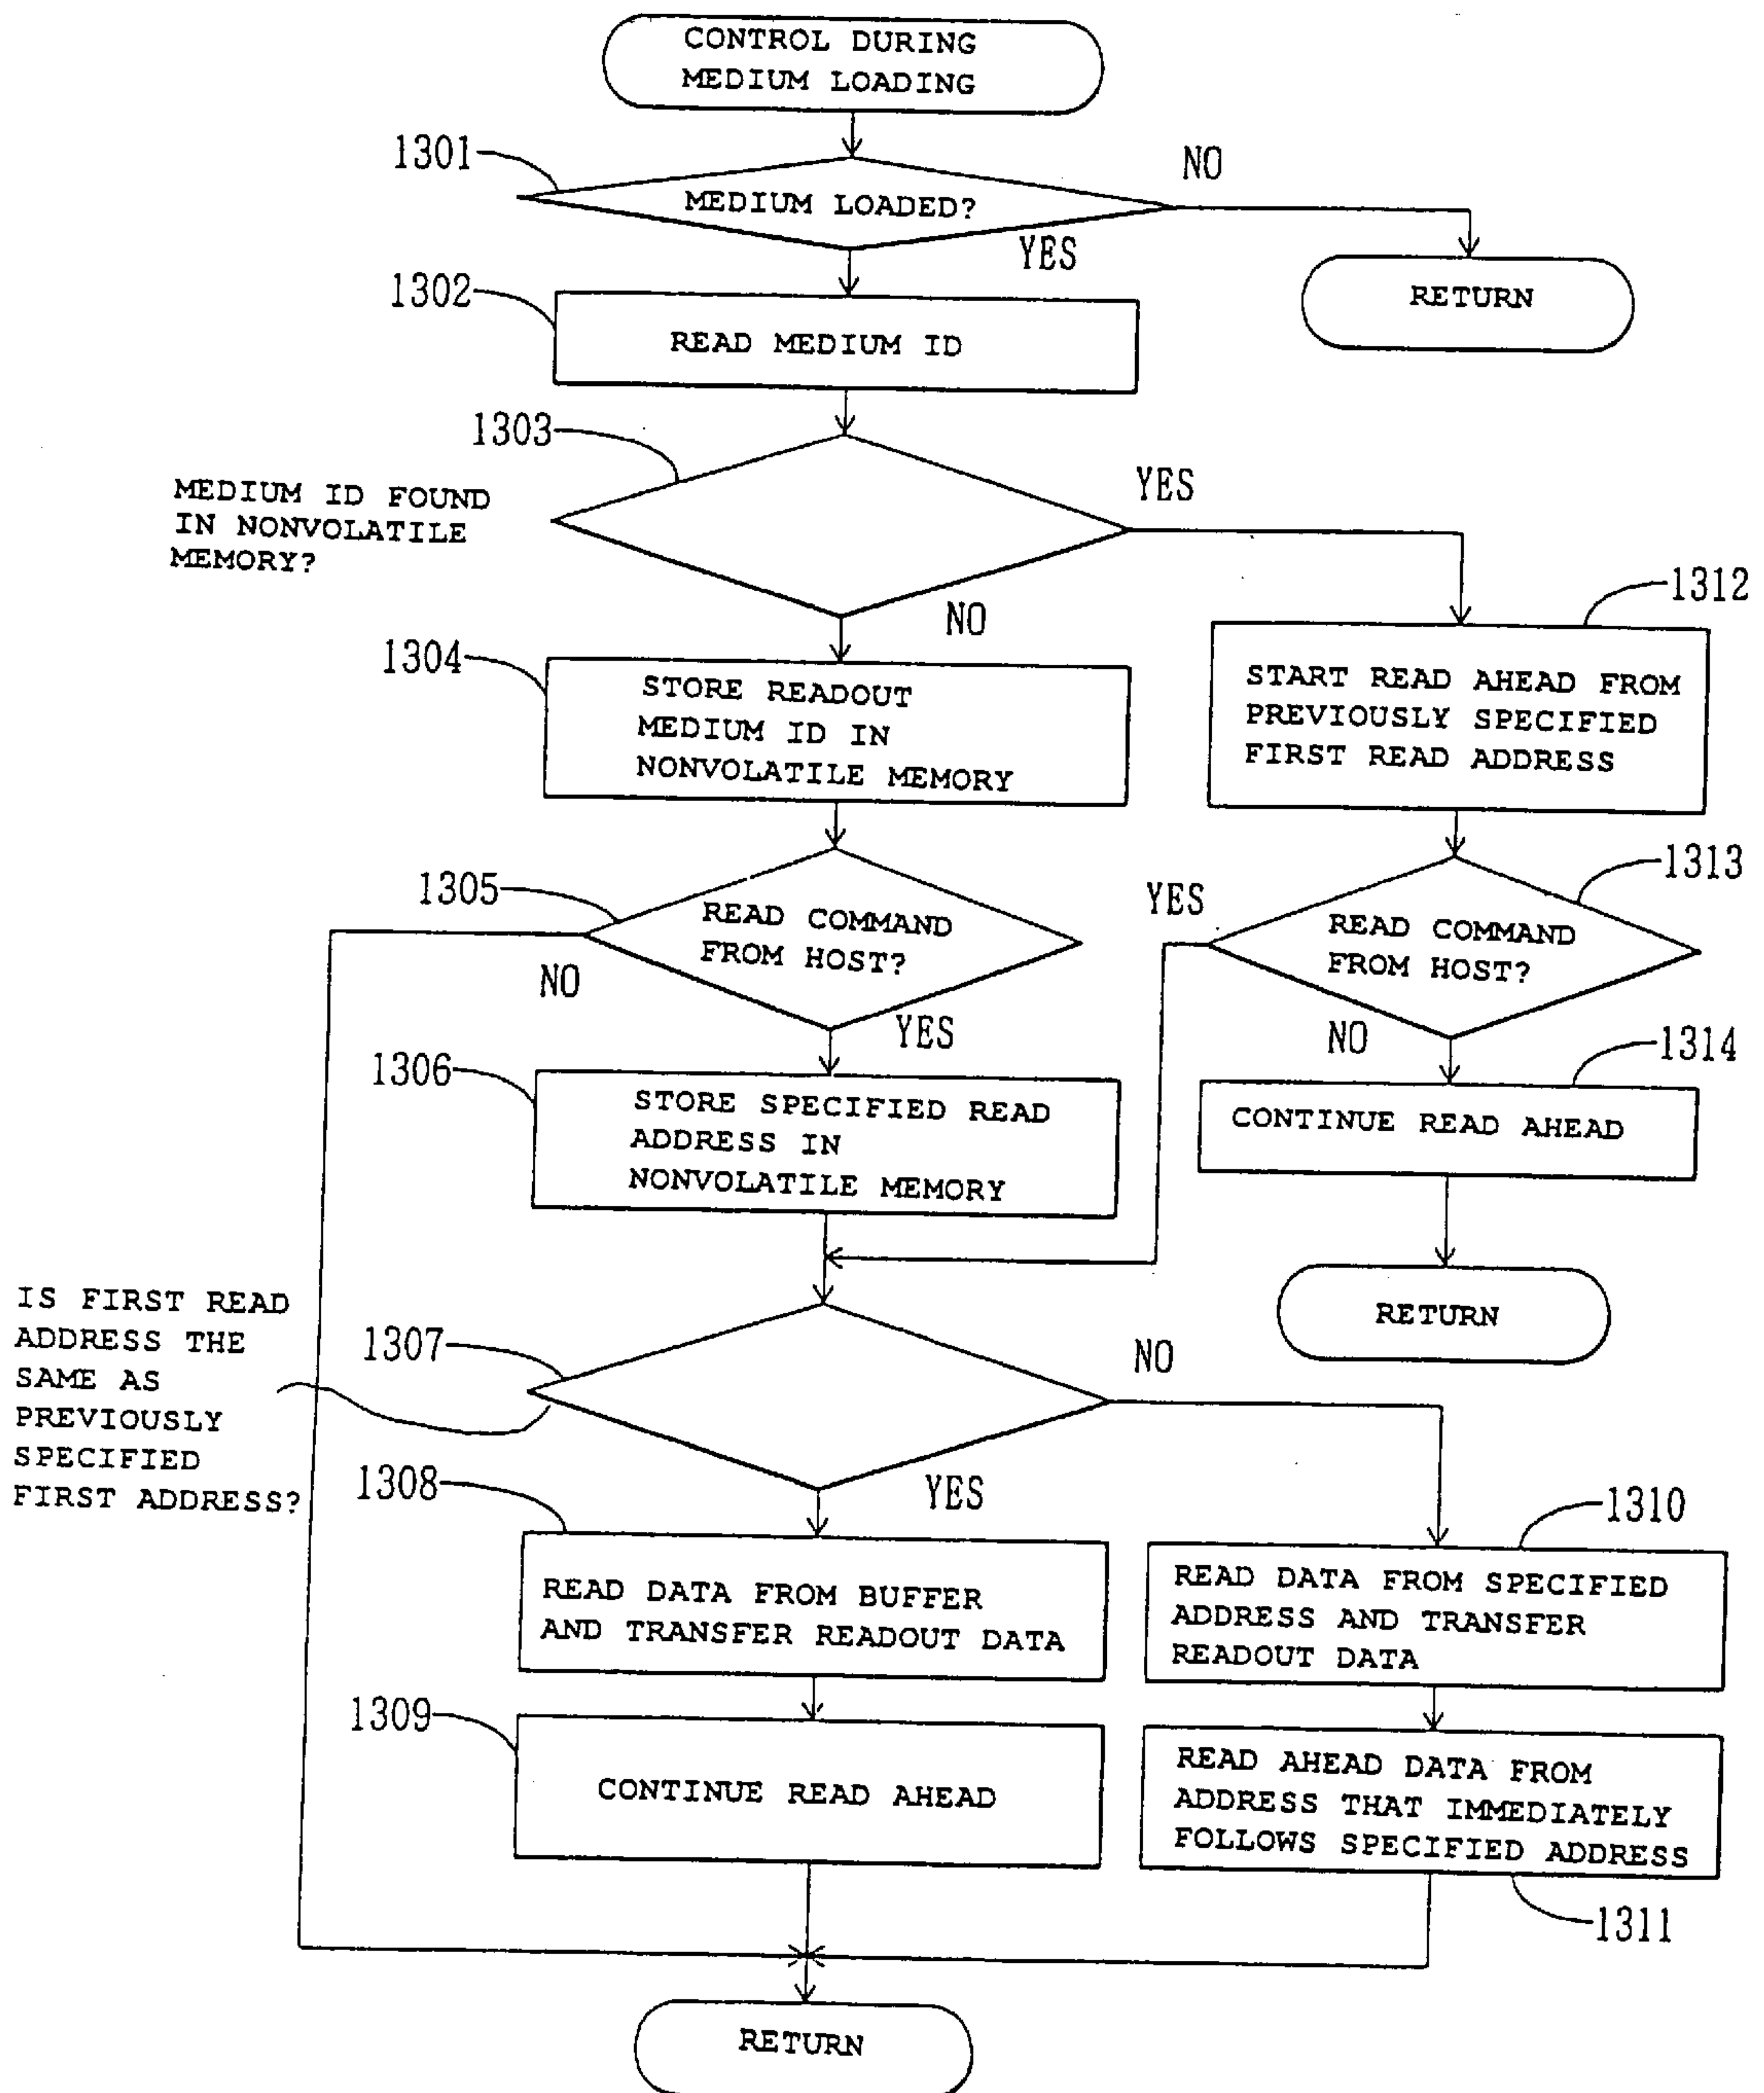 CONTROL DURING
MEDIUM LOADING
1301
MEDIUM LOADED?
NO
YES
RETURN
1302
READ MEDIUM ID
1303
MEDIUM ID FOUND
IN NONVOLATILE
MEMORY?
YES
NO
1304
STORE READOUT
MEDIUM ID IN
NONVOLATILE MEMORY
1312
START READ AHEAD FROM
PREVIOUSLY SPECIFIED
FIRST READ ADDRESS
1305
READ COMMAND
FROM HOST?
NO
YES
1313
YES
READ COMMAND
FROM HOST?
NO
1306
STORE SPECIFIED READ
ADDRESS IN
NONVOLATILE MEMORY
1314
CONTINUE READ AHEAD
RETURN
IS FIRST READ
ADDRESS THE
SAME AS
PREVIOUSLY
SPECIFIED
FIRST ADDRESS?
1307
NO
YES
1308
READ DATA FROM BUFFER
AND TRANSFER READOUT DATA
1310
READ DATA FROM SPECIFIED
ADDRESS AND TRANSFER
READOUT DATA
1309
CONTINUE READ AHEAD
READ AHEAD DATA FROM
ADDRESS THAT IMMEDIATELY
FOLLOWS SPECIFIED ADDRESS
1311
RETURN